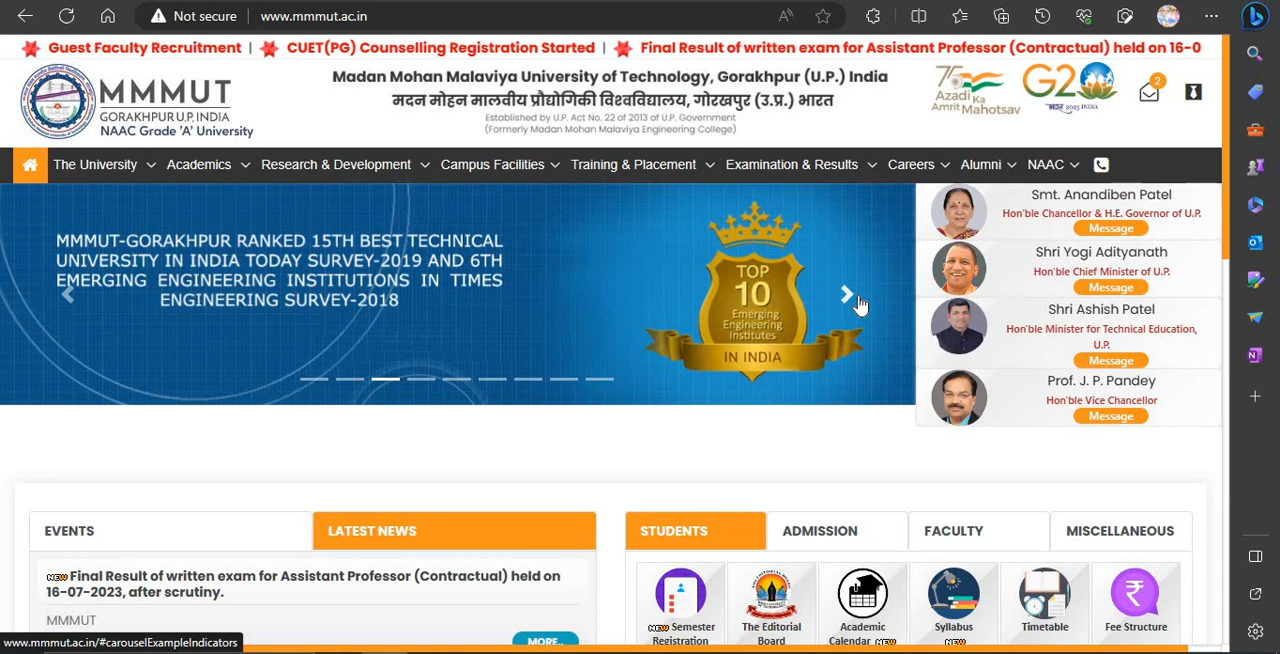 Not secure
www.mmmut.ac.in
Guest Faculty Recruitment | CUET(PG) Counselling Registration Started | Final Result of written exam for Assistant Professor (Contractual) held on 16-0
MMMUT
GORAKHPUR U.P, INDIA
NAAC Grade 'A' University
Madan Mohan Malaviya University of Technology, Gorakhpur (U.P.) India
मदन मोहन मालवीय प्रौद्योगिकी विश्वविद्यालय, गोरखपुर (उ.प्र.) भारत
Established by U.P. Act No. 22 of 2013 of U.P. Government
(Formerly Madan Mohan Malaviya Engineering College)
75
Azadi Ka
Amrit Mahotsav
G20
भारत 2023 INDIA
2
The University
Academics
Research & Development
Campus Facilities
Training & Placement
Examination & Results
Careers
Alumni
NAAC
MMMUT-GORAKHPUR RANKED 15TH BEST TECHNICAL
UNIVERSITY IN INDIA TODAY SURVEY-2019 AND 6TH
EMERGING ENGINEERING INSTITUTIONS IN TIMES
ENGINEERING SURVEY-2018
TOP
10
Emerging
Engineering
Institutes
IN INDIA
Smt. Anandiben Patel
Hon'ble Chancellor & H.E. Governor of U.P.
Message
Shri Yogi Adityanath
Hon'ble Chief Minister of U.P.
Message
Shri Ashish Patel
Hon'ble Minister for Technical Education,
U.P.
Message
Prof. J. P. Pandey
Hon'ble Vice Chancellor
Message
EVENTS
LATEST NEWS
NEW Final Result of written exam for Assistant Professor (Contractual) held on
16-07-2023, after scrutiny.
MMMUT
MORE..
STUDENTS
ADMISSION
FACULTY
MISCELLANEOUS
NEW Semester
Registration
The Editorial
Board
Academic
Calendar NEW
Syllabus
NEW
Timetable
Fee Structure
www.mmmut.ac.in/#carouselExampleIndicators